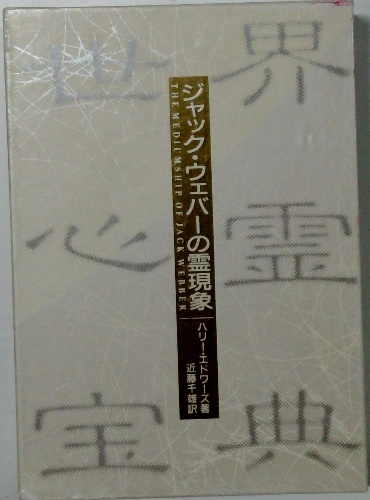 世界
心霊
宝典
ジャック・ウェバーの霊現象
THE MEDIUMSHIP OF JACK WEBBER
ハリー・エドワーズ著
近藤千雄訳